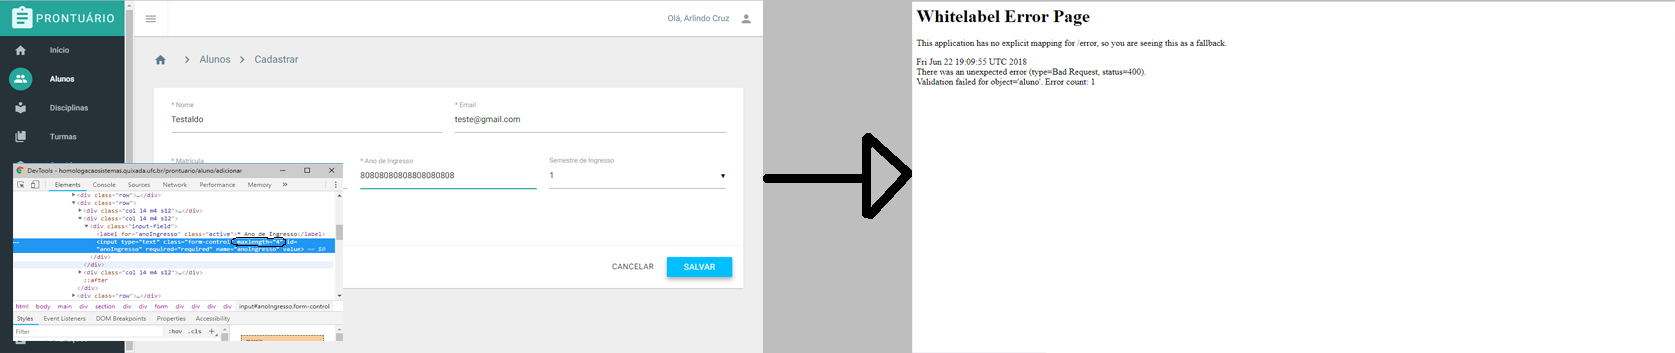 PRONTUÁRIO
Olá, Arlindo Cruz
Início
Alunos
Disciplinas
Turmas
Alunos
Cadastrar
* Nome
* Email
Testaldo
teste@gmail.com
* Matrícula
* Ano de Ingresso
Semestre de Ingresso
80808080808808080808
1
CANCELAR
SALVAR
DevTools - homologacaosistemas.quixada.ufc.br/prontuario/aluno/adicionar
Elements Console Sources Network Performance Memory »
<div class="row">…</div>
<div class="row">
<div class="col l4 m4 s12">…</div>
<div class="col l4 m4 s12">
<div class="input-field">
<label for="anoIngresso" class="active">* Ano de Ingresso</label>
<input type="text" class="form-control" maxlength="4" id=
"anoIngresso" required="required" name="anoIngresso" value> == $0
</div>
</div>
<div class="col l4 m4 s12">…</div>
::after
</div>
<div class="row">…</div>
html body main div section div div form div div div div input#anoIngresso.form-control
Styles Event Listeners DOM Breakpoints Properties Accessibility
Filter :hov .cls +
Whitelabel Error Page
This application has no explicit mapping for /error, so you are seeing this as a fallback.
Fri Jun 22 19:09:55 UTC 2018
There was an unexpected error (type=Bad Request, status=400).
Validation failed for object='aluno'. Error count: 1